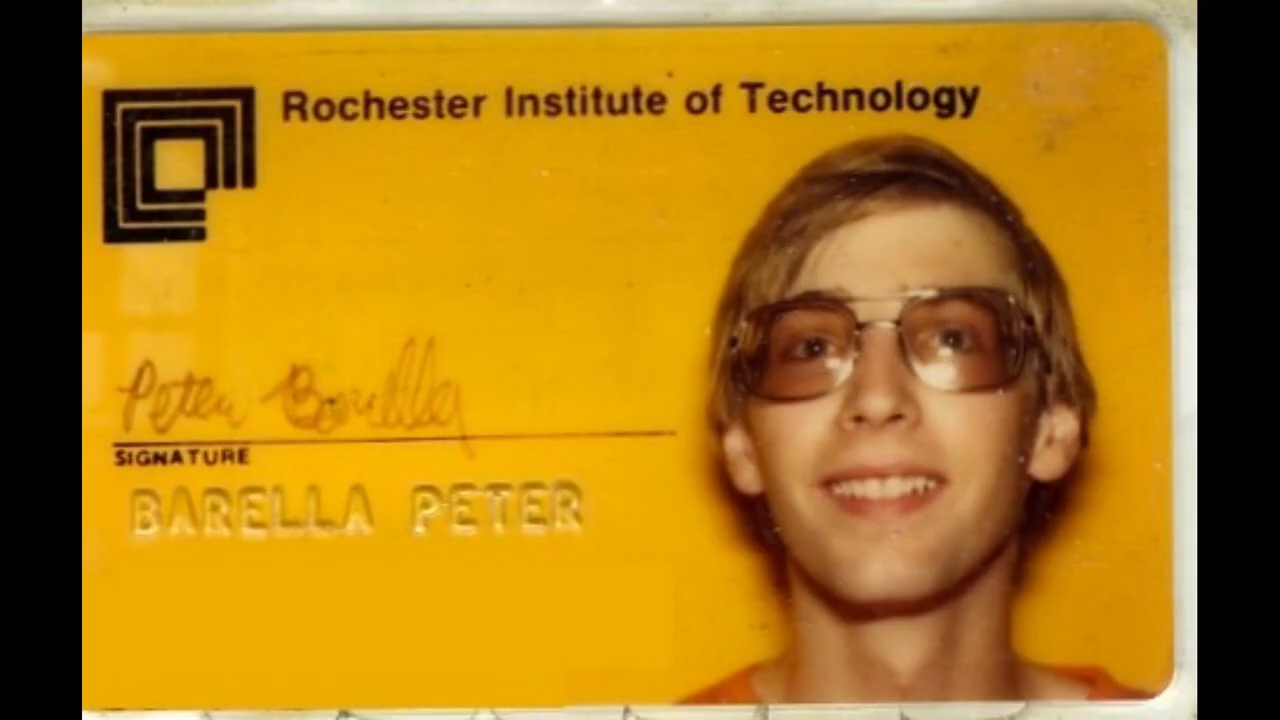 Rochester Institute of Technology
Peter Barella
SIGNATURE
BARELLA PETER